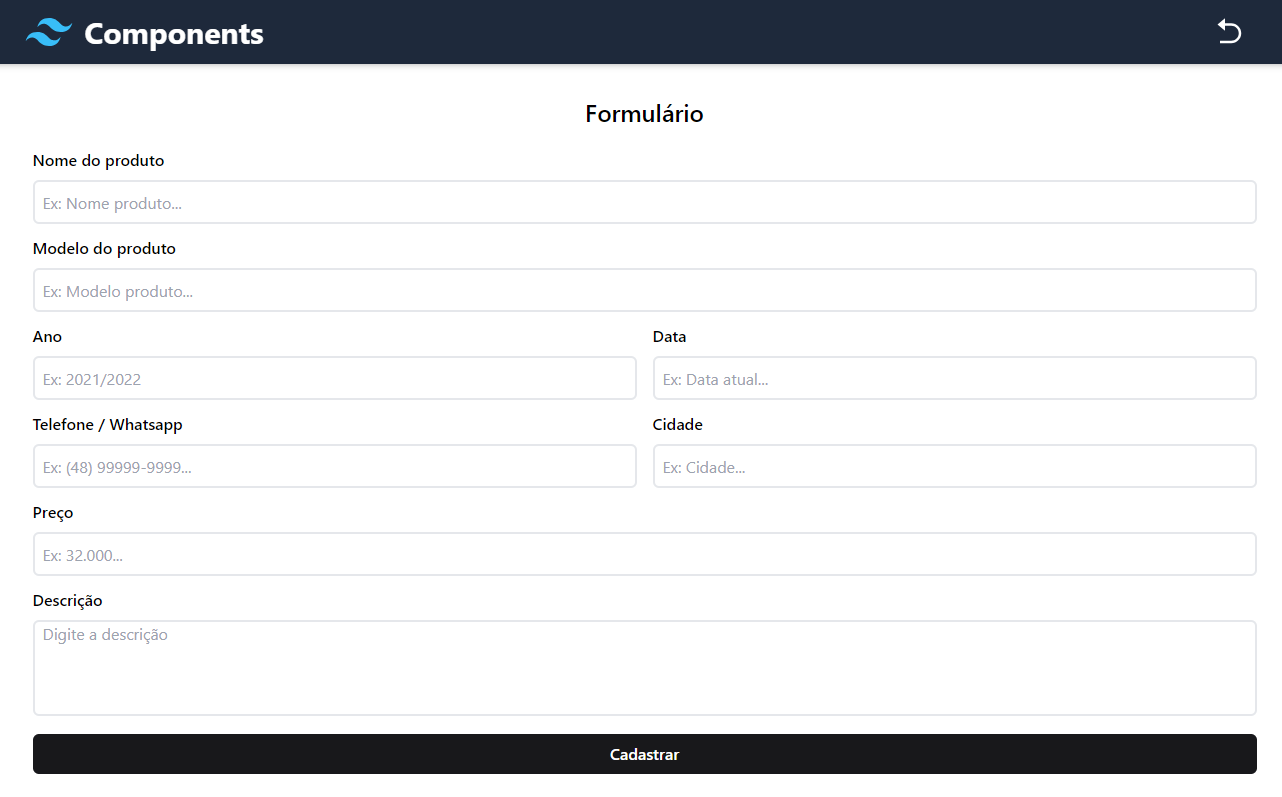 Components
Formulário
Nome do produto
Ex: Nome produto...
Modelo do produto
Ex: Modelo produto...
Ano
Data
Ex: 2021/2022
Ex: Data atual...
Telefone / Whatsapp
Cidade
Ex: (48) 99999-9999...
Ex: Cidade...
Preço
Ex: 32.000...
Descrição
Digite a descrição
Cadastrar